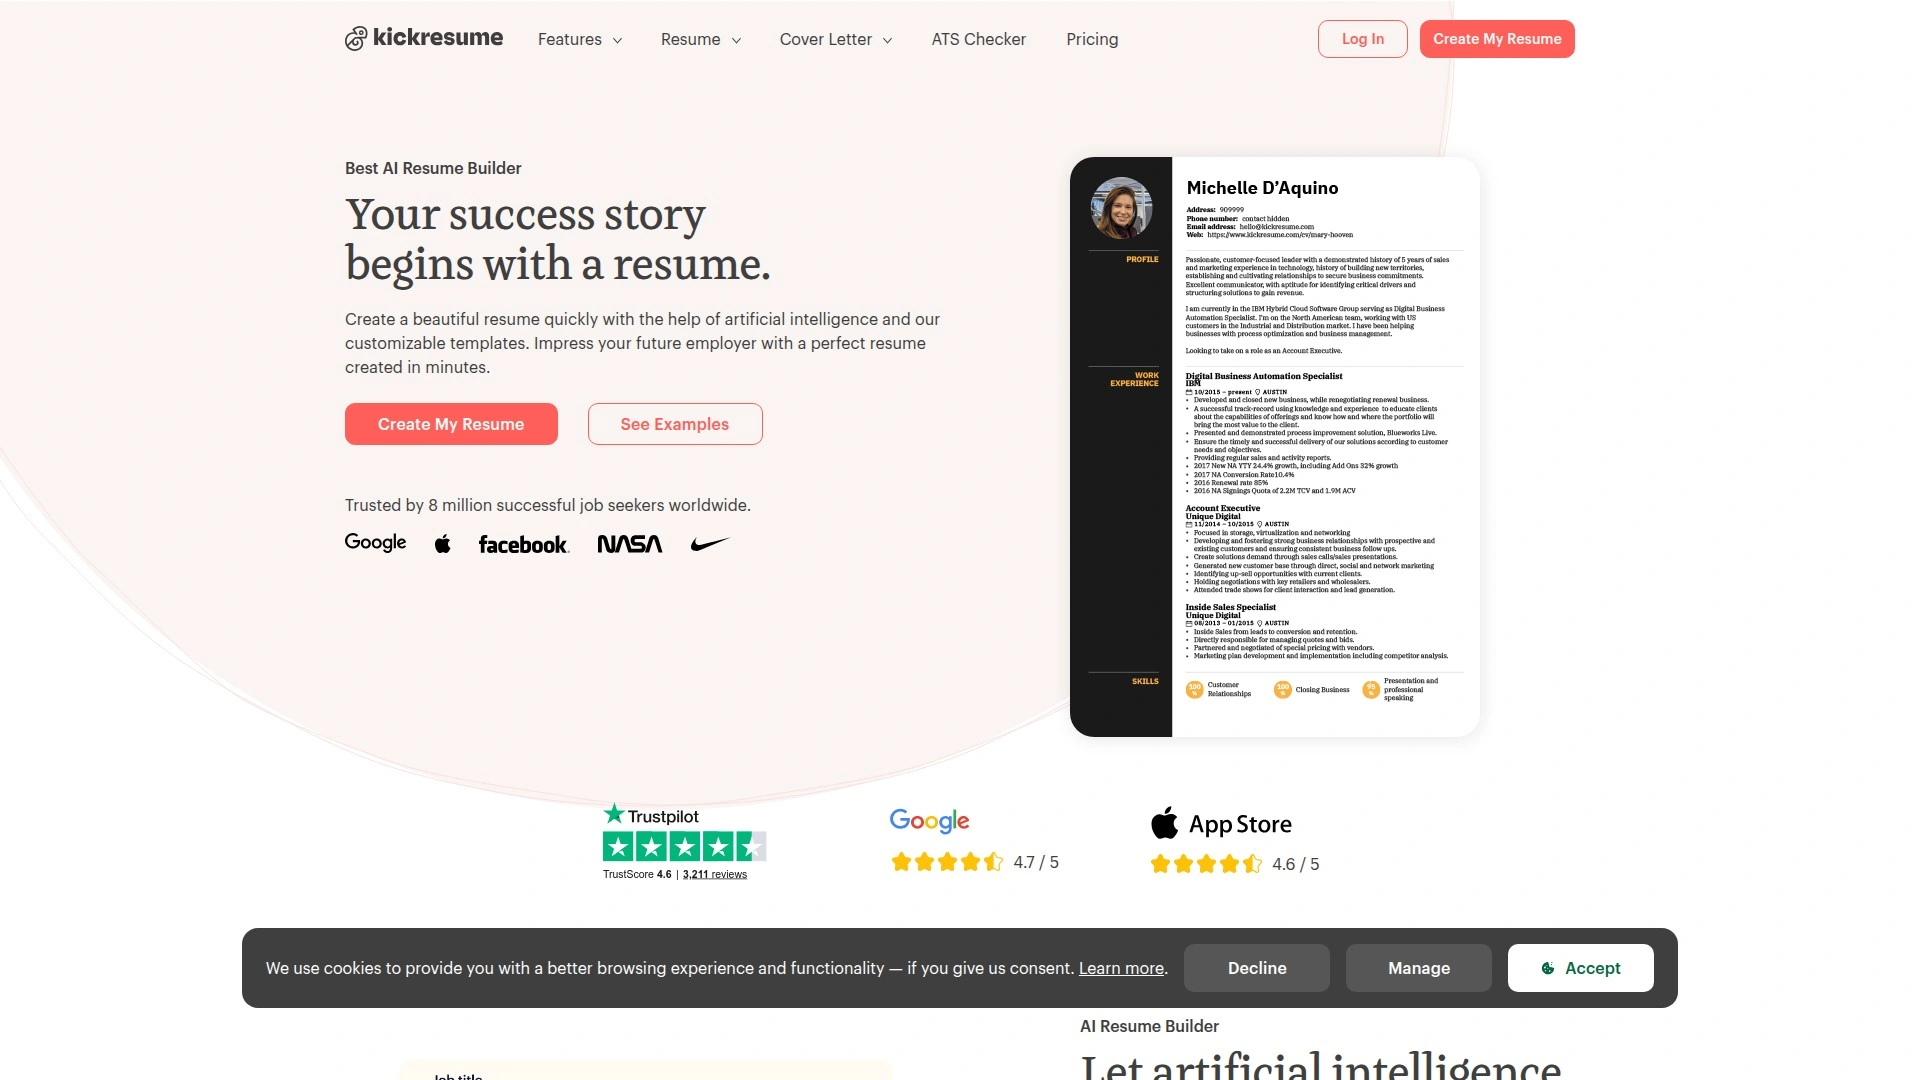 kickresume
Features
Resume
Cover Letter
ATS Checker
Pricing
Log In
Create My Resume
Best AI Resume Builder
Your success story
begins with a resume.
Create a beautiful resume quickly with the help of artificial intelligence and our
customizable templates. Impress your future employer with a perfect resume
created in minutes.
Create My Resume
See Examples
Trusted by 8 million successful job seekers worldwide.
Google
facebook
NASA
Michelle D'Aquino
Address: 909999
Phone number: contact hidden
Email address: hello@kickresume.com
Web: https://www.kickresume.com/cv/mary-hooven
PROFILE
Passionate, customer-focused leader with a demonstrated history of 5 years of sales
and marketing experience in technology, history of building new territories,
establishing and cultivating relationships to secure business commitments.
Excellent communicator, with aptitude for identifying critical drivers and
structuring solutions to gain revenue.
I am currently in the IBM Hybrid Cloud Software Group serving as Digital Business
Automation Specialist. I'm on the North American team, working with US
customers in the Industrial and Distribution market. I have been helping
businesses with process optimization and business management.
Looking to take on a role as an Account Executive.
WORK
EXPERIENCE
Digital Business Automation Specialist
IBM
10/2015 – present AUSTIN
• Developed and closed new business, while renegotiating renewal business.
• A successful track-record using knowledge and experience to educate clients
about the capabilities of offerings and know how and where the portfolio will
bring the most value to the client.
• Presented and demonstrated process improvement solution, Blueworks Live.
• Ensure the timely and successful delivery of our solutions according to customer
needs and objectives.
• Providing regular sales and activity reports.
• 2017 New NA YTY 24.4% growth, including Add Ons 32% growth
• 2017 NA Conversion Rate10.4%
• 2016 Renewal rate 85%
• 2016 NA Signings Quota of 2.2M TCV and 1.9M ACV
Account Executive
Unique Digital
11/2014 – 10/2015 AUSTIN
• Focused in storage, virtualization and networking
• Developing and fostering strong business relationships with prospective and
existing customers and ensuring consistent business follow ups.
• Create solutions demand through sales calls/sales presentations.
• Generated new customer base through direct, social and network marketing
• Identifying up-sell opportunities with current clients.
• Holding negotiations with key retailers and wholesalers.
• Attended trade shows for client interaction and lead generation.
Inside Sales Specialist
Unique Digital
08/2013 – 01/2015 AUSTIN
• Inside Sales from leads to conversion and retention.
• Directly responsible for managing quotes and bids.
• Partnered and negotiated of special pricing with vendors.
• Marketing plan development and implementation including competitor analysis.
SKILLS
100
%
Customer
Relationships
100
%
Closing Business
95
%
Presentation and
professional
speaking
Trustpilot
TrustScore 4.6 | 3,211 reviews
Google
4.7 / 5
App Store
4.6 / 5
We use cookies to provide you with a better browsing experience and functionality — if you give us consent. Learn more.
Decline
Manage
Accept
AI Resume Builder
Let artificial intelligence
Job title